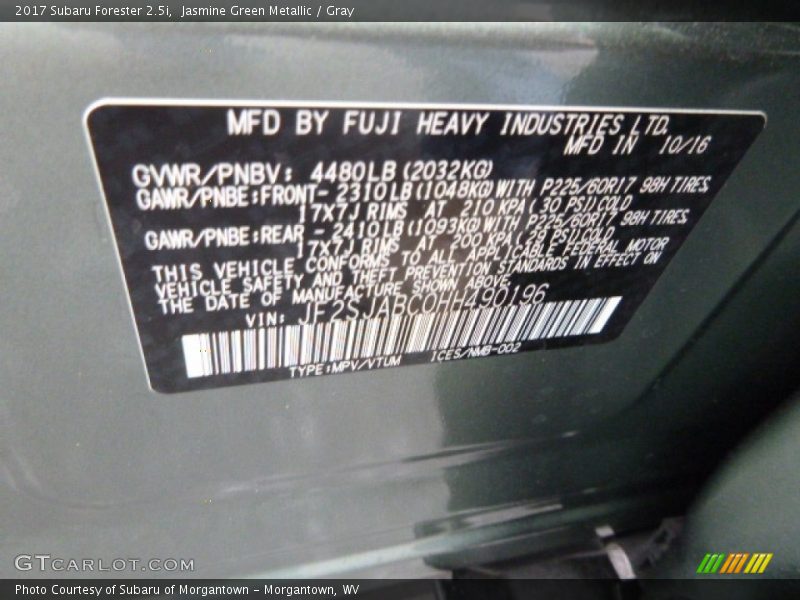 2017 Subaru Forester 2.5i, Jasmine Green Metallic / Gray
MFD BY FUJI HEAVY INDUSTRIES LTD.
MFD IN 10/16
GVWR/PNBV: 4480LB (2032KG)
GAWR/PNBE:FRONT- 2310LB (1048KG) WITH P225/60R17 98H TIRES
17X7J RIMS AT 210 KPA ( 30 PSI) COLD
GAWR/PNBE:REAR - 2410LB (1093KG) WITH P225/60R17 98H TIRES
17X7J RIMS AT 200 KPA ( 29 PSI) COLD
THIS VEHICLE CONFORMS TO ALL APPLICABLE FEDERAL MOTOR
VEHICLE SAFETY AND THEFT PREVENTION STANDARDS IN EFFECT ON
THE DATE OF MANUFACTURE SHOWN ABOVE.
VIN: JF2SJABC0HH490196
TYPE:MPV/VTUM ICES/NMB-002
GTCARLOT.COM
Photo Courtesy of Subaru of Morgantown - Morgantown, WV